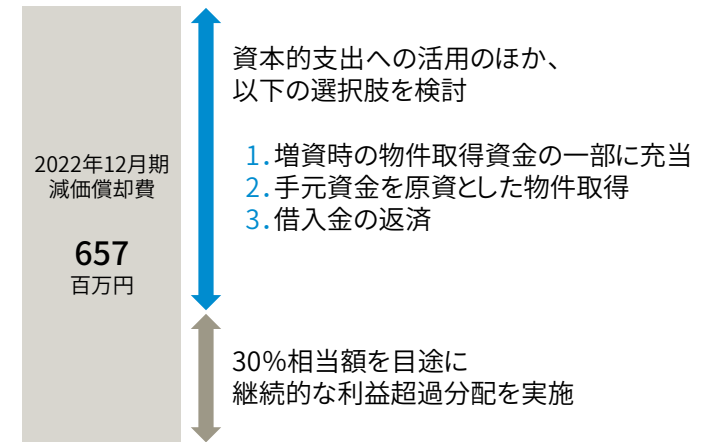 2022年12月期
減価償却費
657
百万円
資本的支出への活用のほか、
以下の選択肢を検討
1.増資時の物件取得資金の一部に充当
2.手元資金を原資とした物件取得
3.借入金の返済
30%相当額を目途に
継続的な利益超過分配を実施